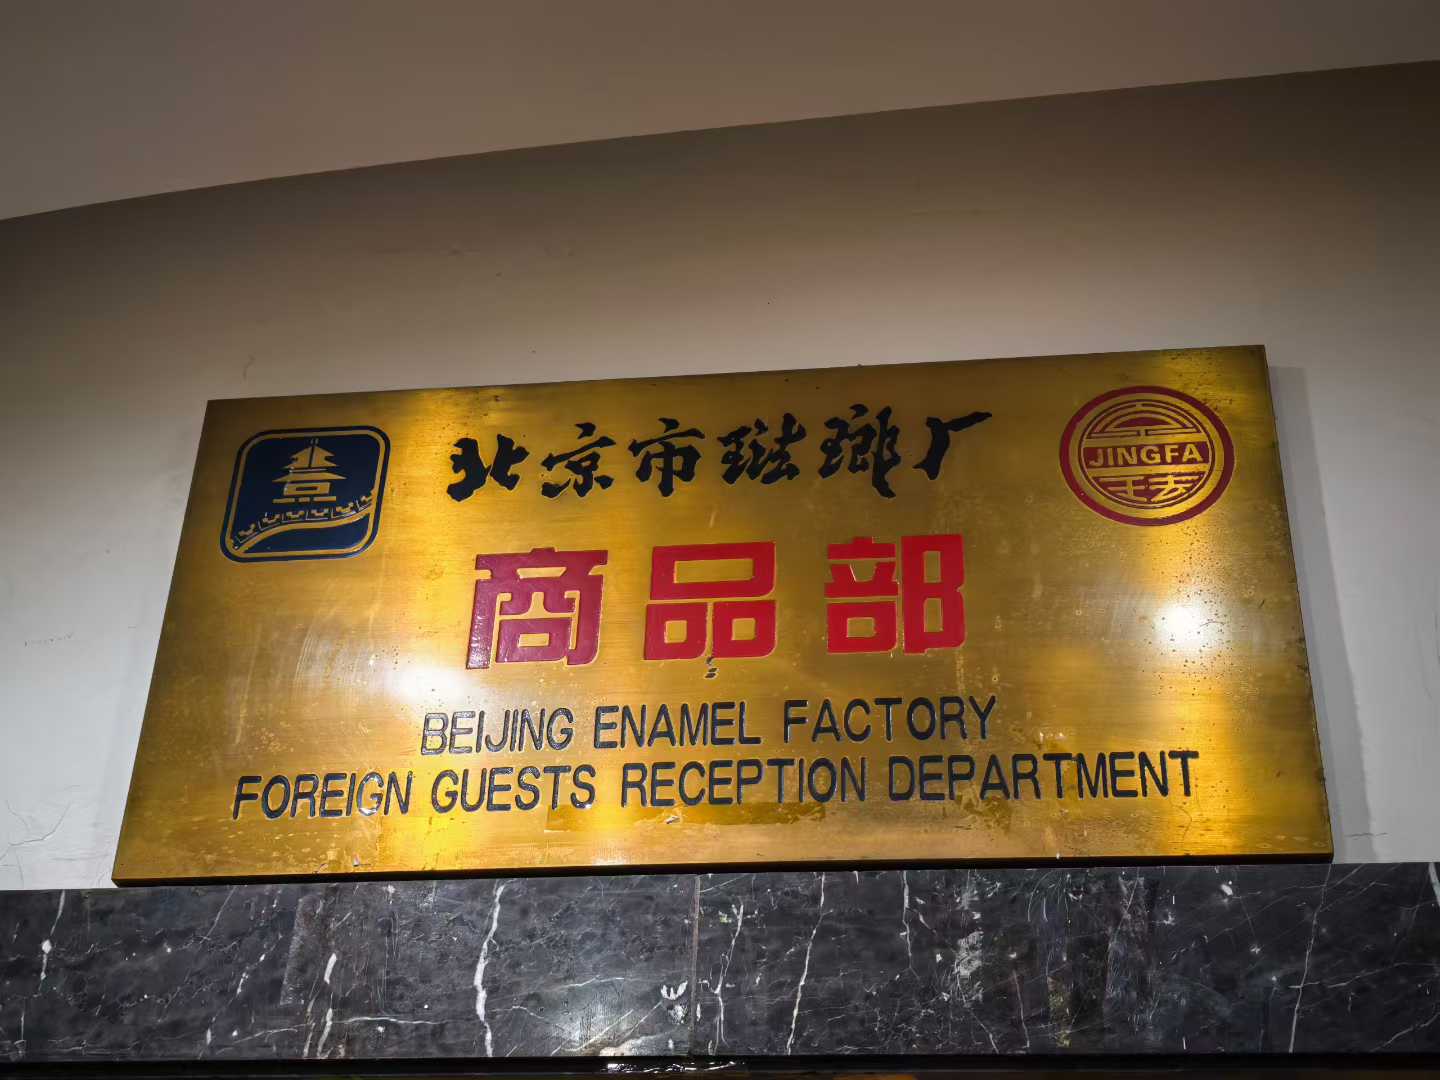 北京市珐琅厂
JINGFA
商品部
BEIJING ENAMEL FACTORY
FOREIGN GUESTS RECEPTION DEPARTMENT